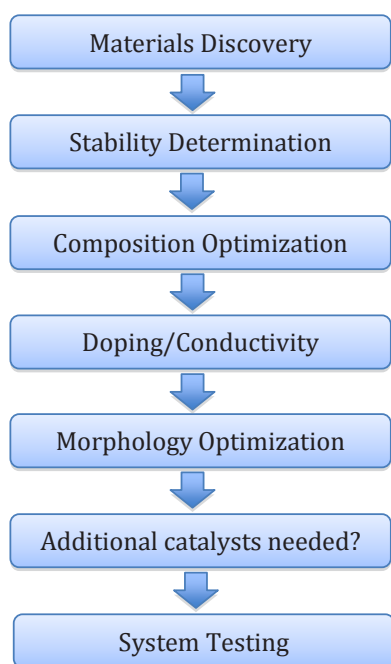 Materials Discovery
Stability Determination
Composition Optimization
Doping/Conductivity
Morphology Optimization
Additional catalysts needed?
System Testing